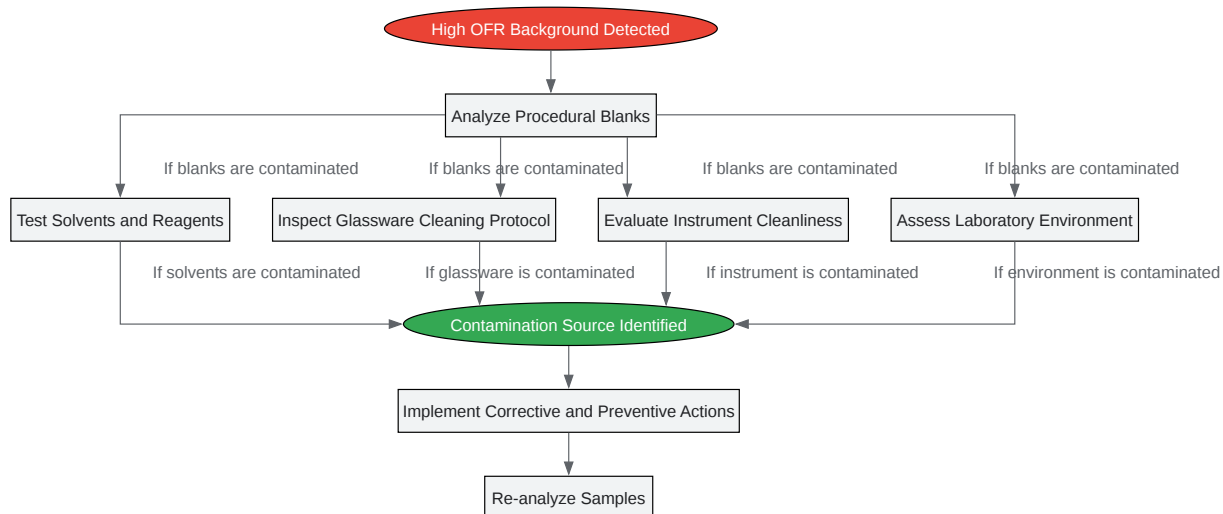 High OFR Background Detected
Analyze Procedural Blanks
If blanks are contaminated
If blanks are contaminated
If blanks are contaminated
If blanks are contaminated
Test Solvents and Reagents
Inspect Glassware Cleaning Protocol
Evaluate Instrument Cleanliness
Assess Laboratory Environment
If solvents are contaminated
If glassware is contaminated
If instrument is contaminated
If environment is contaminated
Contamination Source Identified
Implement Corrective and Preventive Actions
Re-analyze Samples